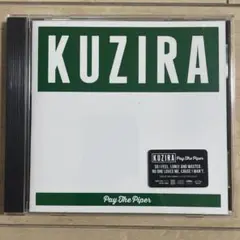 KUZIRA
KUZIRA Pay The Piper
SO I FEEL, LONELY AND WASTED
NO ONE LOVES ME, CAUSE I WON'T.
Pay The Piper